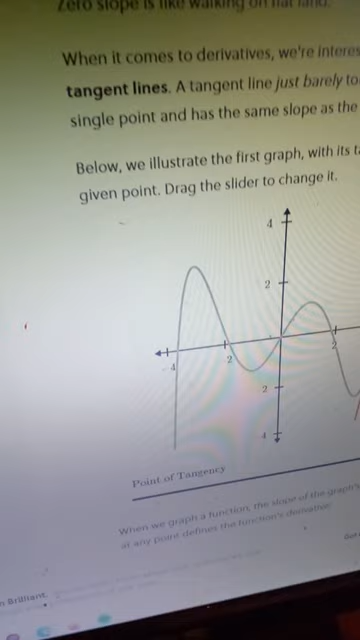 Zero slope is like walking on flat land.
When it comes to derivatives, we're interes
tangent lines. A tangent line just barely to
single point and has the same slope as the
Below, we illustrate the first graph, with its ta
given point. Drag the slider to change it.
4
2
4
2
2
2
4
Point of Tangency
When we graph a function, the slope of the graph's
at any point defines the function's derivative
n Brilliant.